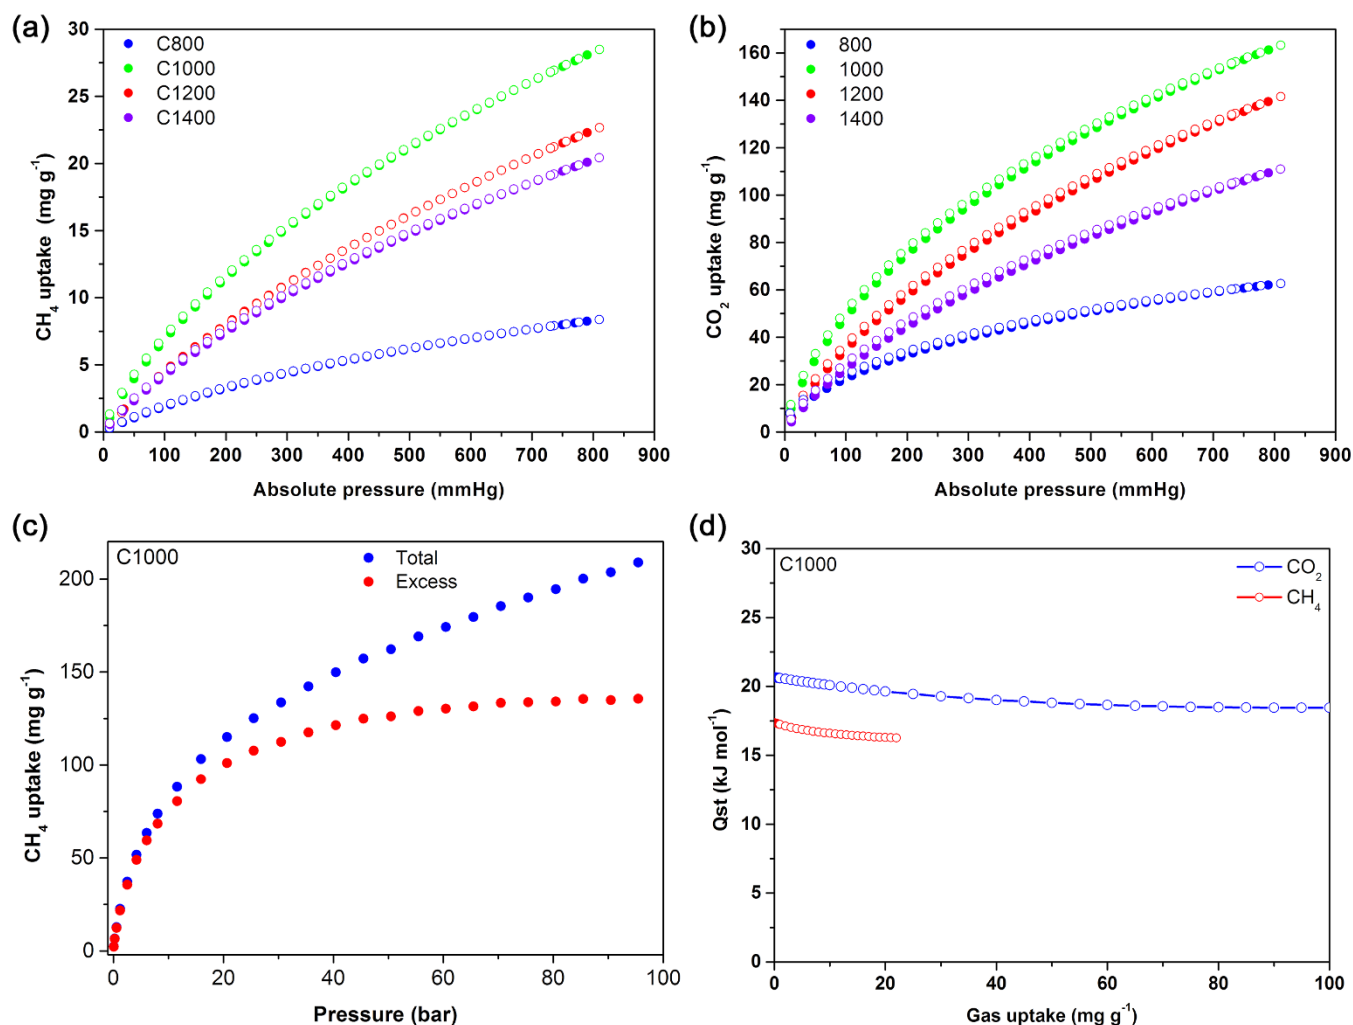 (a)
C800
C1000
C1200
C1400
CH₄ uptake (mg g⁻¹)
30
25
20
15
10
5
0
0 100 200 300 400 500 600 700 800 900
Absolute pressure (mmHg)
(b)
800
1000
1200
1400
CO₂ uptake (mg g⁻¹)
160
140
120
100
80
60
40
20
0
0 100 200 300 400 500 600 700 800 900
Absolute pressure (mmHg)
(c)
C1000
Total
Excess
CH₄ uptake (mg g⁻¹)
200
150
100
50
0
0 20 40 60 80 100
Pressure (bar)
(d)
C1000
CO₂
CH₄
Qst (kJ mol⁻¹)
30
25
20
15
10
5
0
0 20 40 60 80 100
Gas uptake (mg g⁻¹)